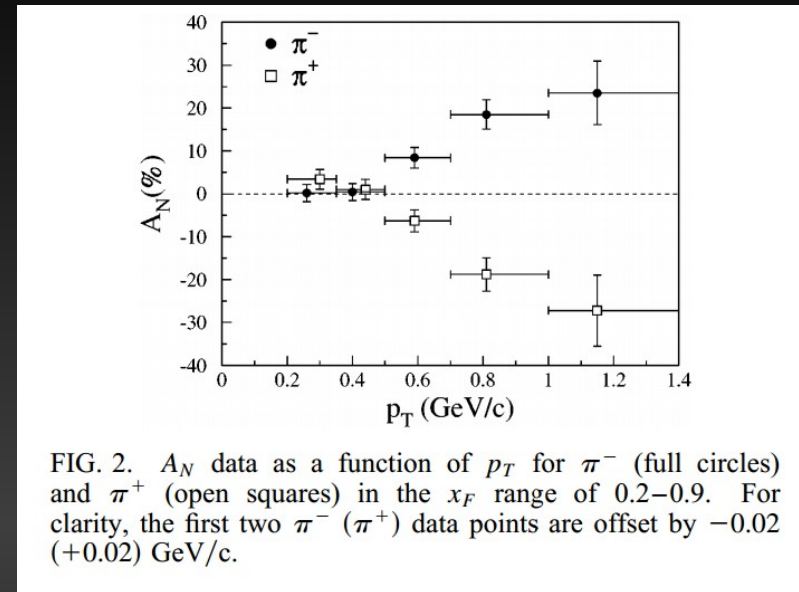 40
30
20
10
0
-10
-20
-30
-40
π⁻
π⁺
A_N(%)
0 0.2 0.4 0.6 0.8 1 1.2 1.4
p_T (GeV/c)
FIG. 2. A_N data as a function of p_T for π⁻ (full circles)
and π⁺ (open squares) in the x_F range of 0.2–0.9. For
clarity, the first two π⁻ (π⁺) data points are offset by −0.02
(+0.02) GeV/c.